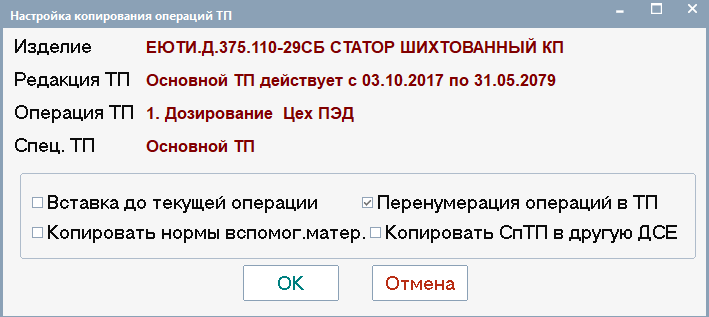 Настройка копирования операций ТП
Изделие ЕЮТИ.Д.375.110-29СБ СТАТОР ШИХТОВАННЫЙ КП
Редакция ТП Основной ТП действует с 03.10.2017 по 31.05.2079
Операция ТП 1. Дозирование Цех ПЭД
Спец. ТП Основной ТП
Вставка до текущей операции Перенумерация операций в ТП
Копировать нормы вспомог.матер. Копировать СпТП в другую ДСЕ
ОК Отмена